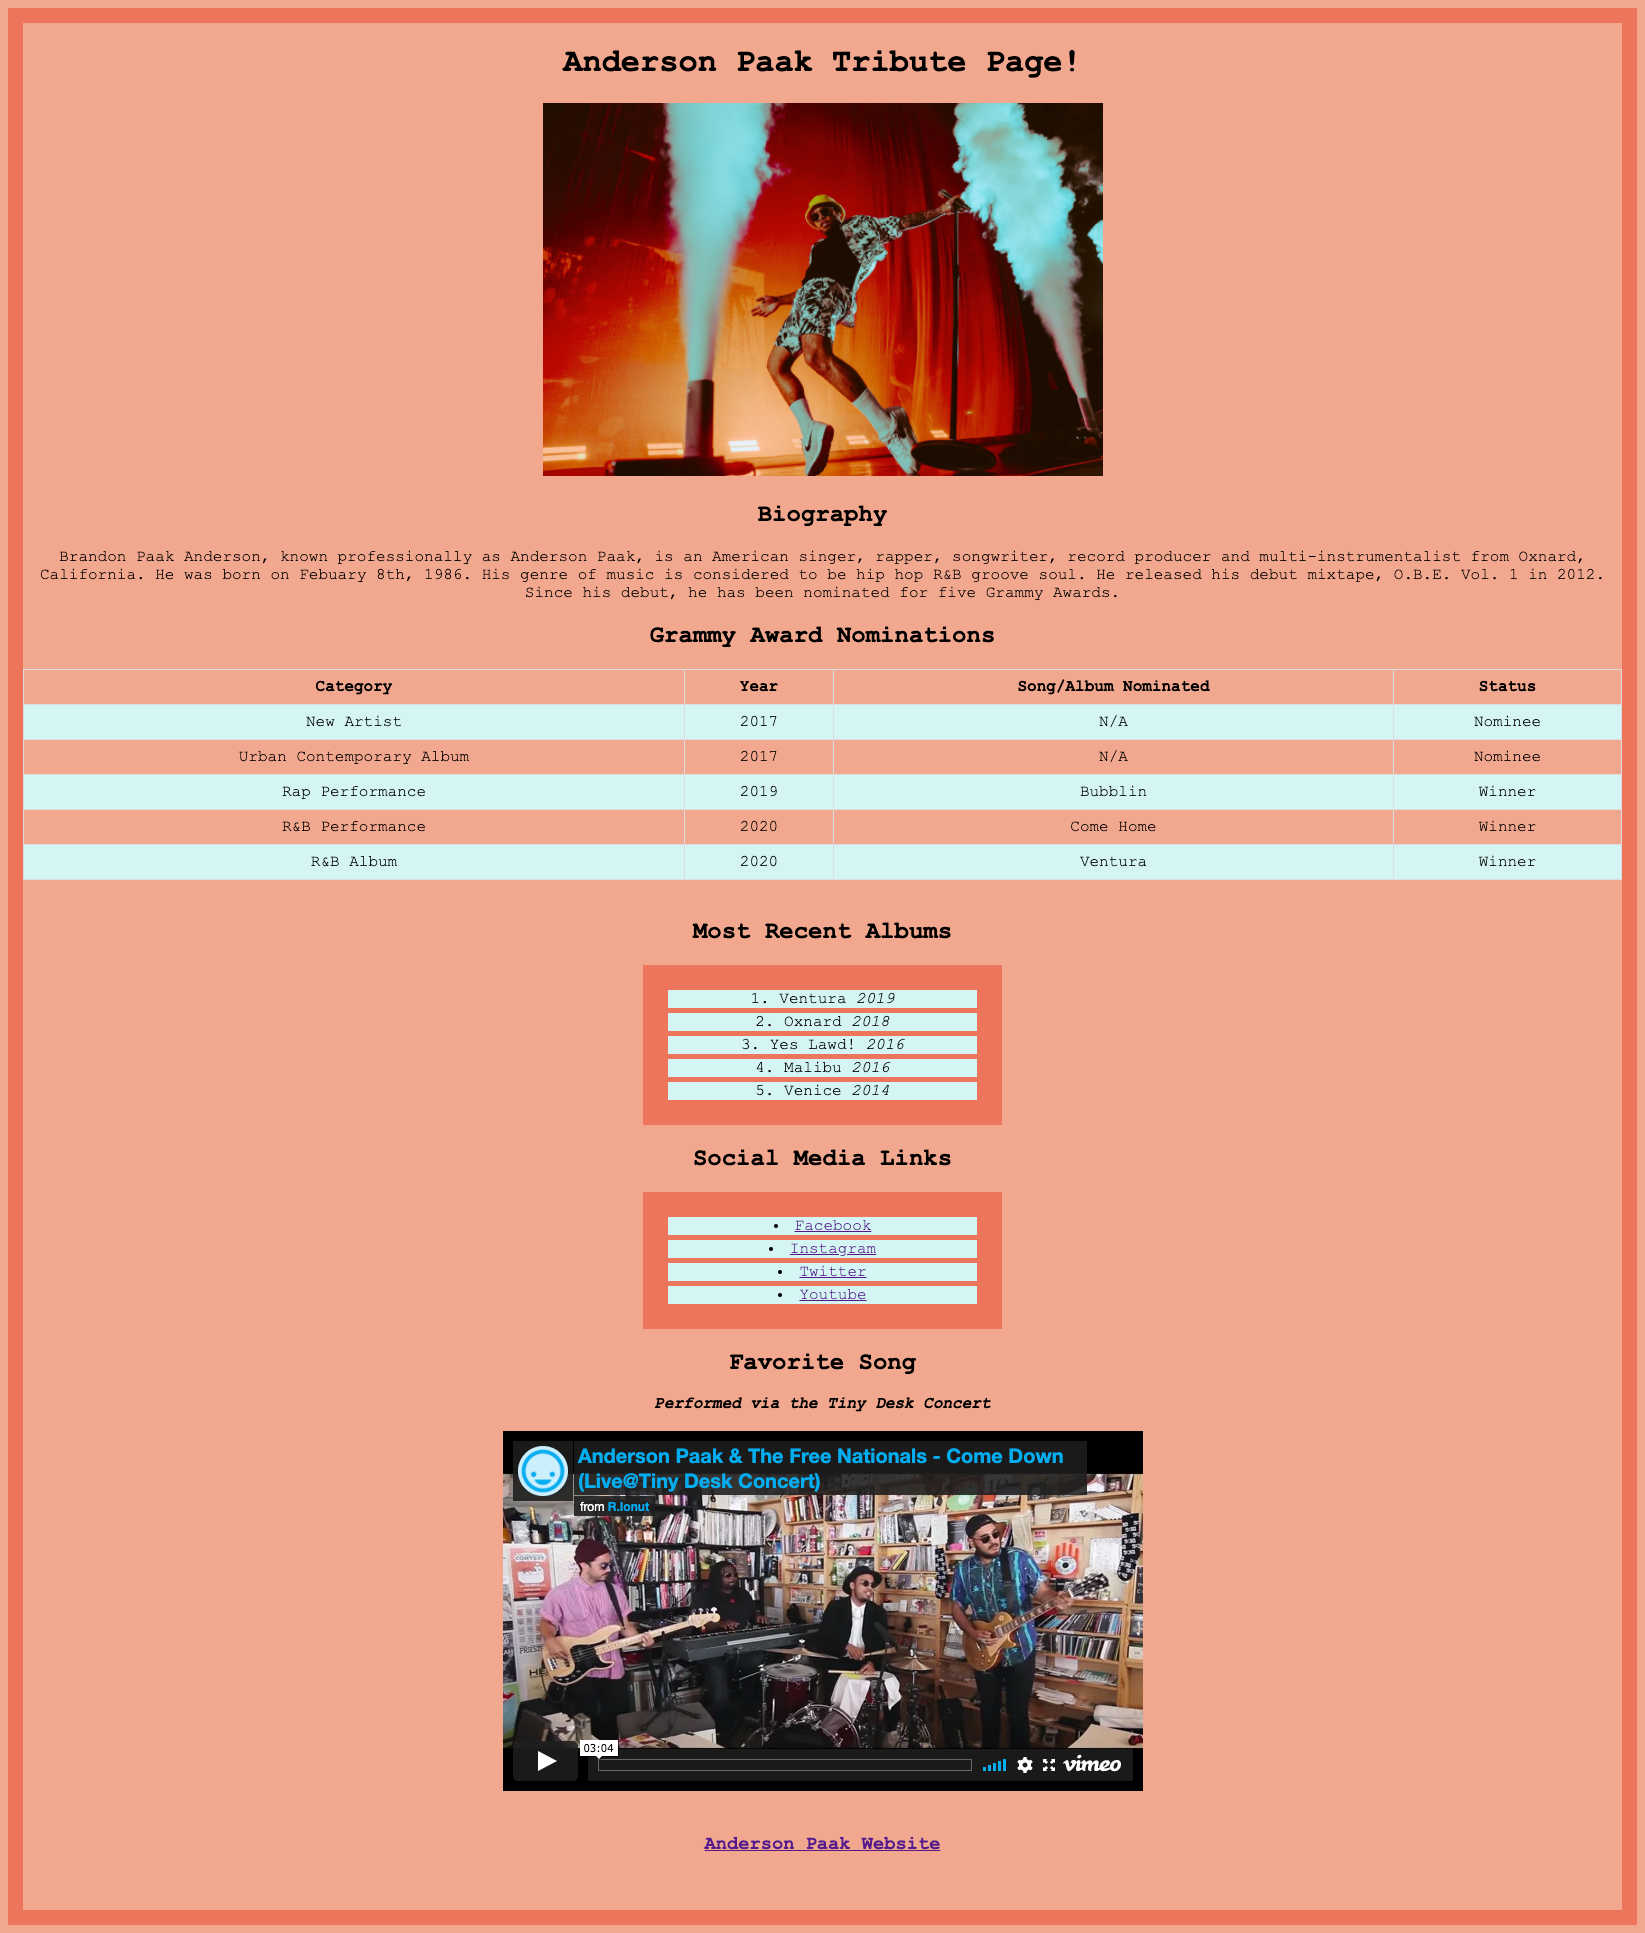 Anderson Paak Tribute Page!
Biography
Brandon Paak Anderson, known professionally as Anderson Paak, is an American singer, rapper, songwriter, record producer and multi-instrumentalist from Oxnard,
California. He was born on Febuary 8th, 1986. His genre of music is considered to be hip hop R&B groove soul. He released his debut mixtape, O.B.E. Vol. 1 in 2012.
Since his debut, he has been nominated for five Grammy Awards.
Grammy Award Nominations
Category Year Song/Album Nominated Status
New Artist 2017 N/A Nominee
Urban Contemporary Album 2017 N/A Nominee
Rap Performance 2019 Bubblin Winner
R&B Performance 2020 Come Home Winner
R&B Album 2020 Ventura Winner
Most Recent Albums
1. Ventura 2019
2. Oxnard 2018
3. Yes Lawd! 2016
4. Malibu 2016
5. Venice 2014
Social Media Links
• Facebook
• Instagram
• Twitter
• Youtube
Favorite Song
Performed via the Tiny Desk Concert
Anderson Paak & The Free Nationals - Come Down
(Live@Tiny Desk Concert)
from R.Ionut
03:04
vimeo
Anderson Paak Website